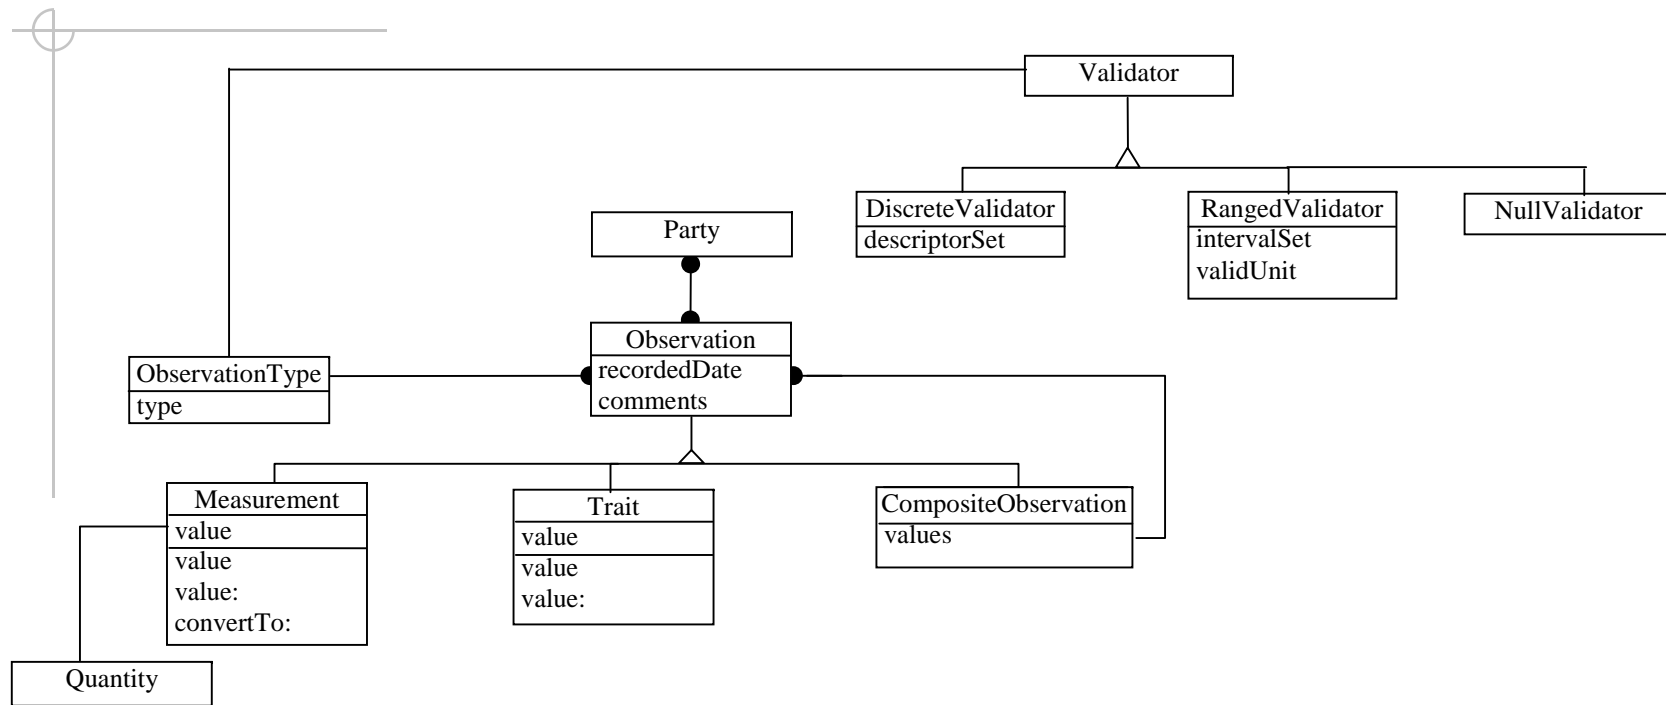 Validator
DiscreteValidator
descriptorSet
RangedValidator
intervalSet
validUnit
NullValidator
Party
Observation
recordedDate
comments
ObservationType
type
Measurement
value
value
value:
convertTo:
Trait
value
value
value:
CompositeObservation
values
Quantity